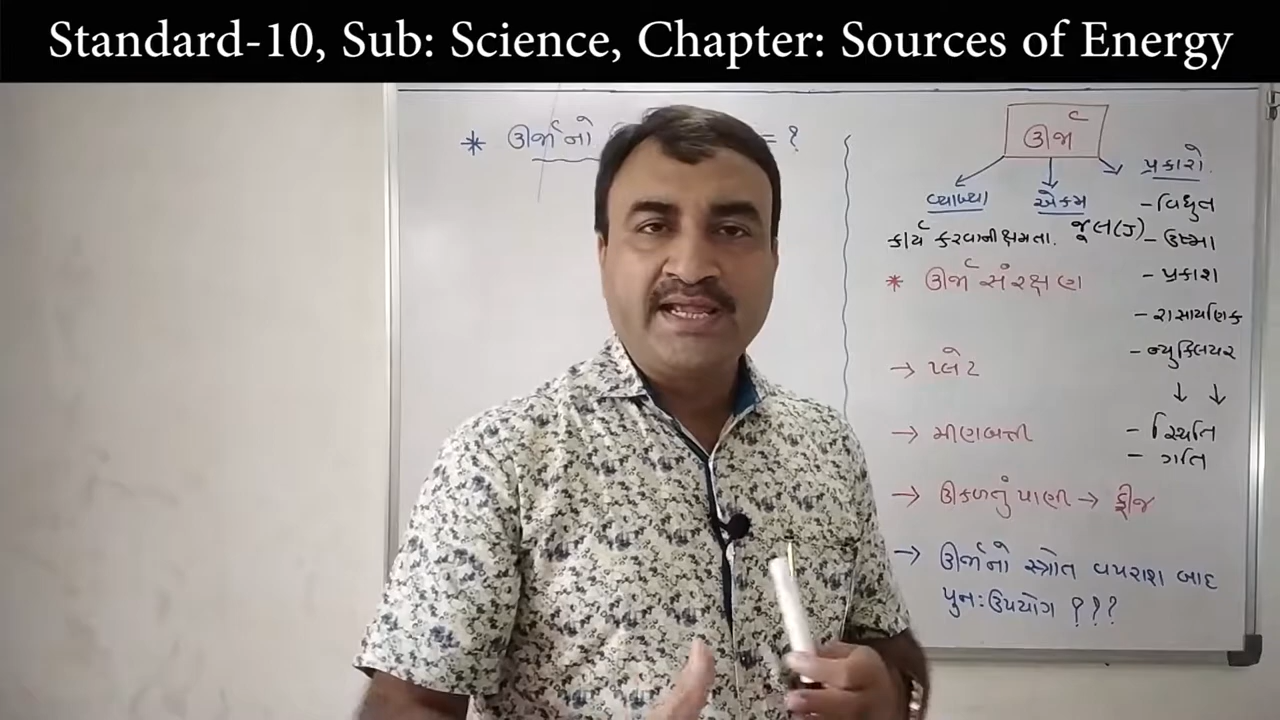 Standard-10, Sub: Science, Chapter: Sources of Energy
* ઊર્જાનો = ?
ઊર્જા
વ્યાખ્યા
એકમ
પ્રકારો.
કાર્ય કરવાની ક્ષમતા.
જૂલ(J)
- વિદ્યુત
- ઉષ્મા
- પ્રકાશ
- રાસાયણિક
- ન્યુક્લિયર
↓ ↓
- સ્થિતિ
- ગતિ
* ઊર્જા સંરક્ષણ
→ પ્લેટ
→ મીણબત્તી
→ ઊકળતું પાણી → ફ્રીજ
→ ઊર્જાનો સ્ત્રોત વપરાશ બાદ
પુન:ઉપયોગ ???